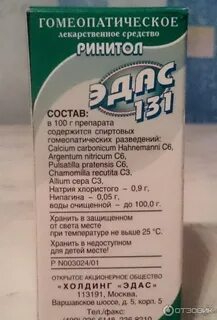 ГОМЕОПАТИЧЕСКОЕ
лекарственное средство
РИНИТОЛ
ЭДАС
131
СОСТАВ:
в 100 г препарата
содержится спиртовых
гомеопатических разведений:
Calcium carbonicum Hahnemanni C6,
Argentum nitricum C6,
Pulsatilla pratensis C6,
Chamomilla recutita C3,
Allium cepa C3.
Натрия хлористого – 0,9 г,
Нипагина – 0,05 г,
воды очищенной – до 100,0 г.
Хранить в защищенном
от света месте
при температуре не выше 25 °C.
Хранить в недоступном
для детей месте!
Р N003024/01
ОТКРЫТОЕ АКЦИОНЕРНОЕ ОБЩЕСТВО
"ХОЛДИНГ "ЭДАС"
113191, Москва,
Варшавское шоссе, д. 5, корп. 5
ОТЗОВИК